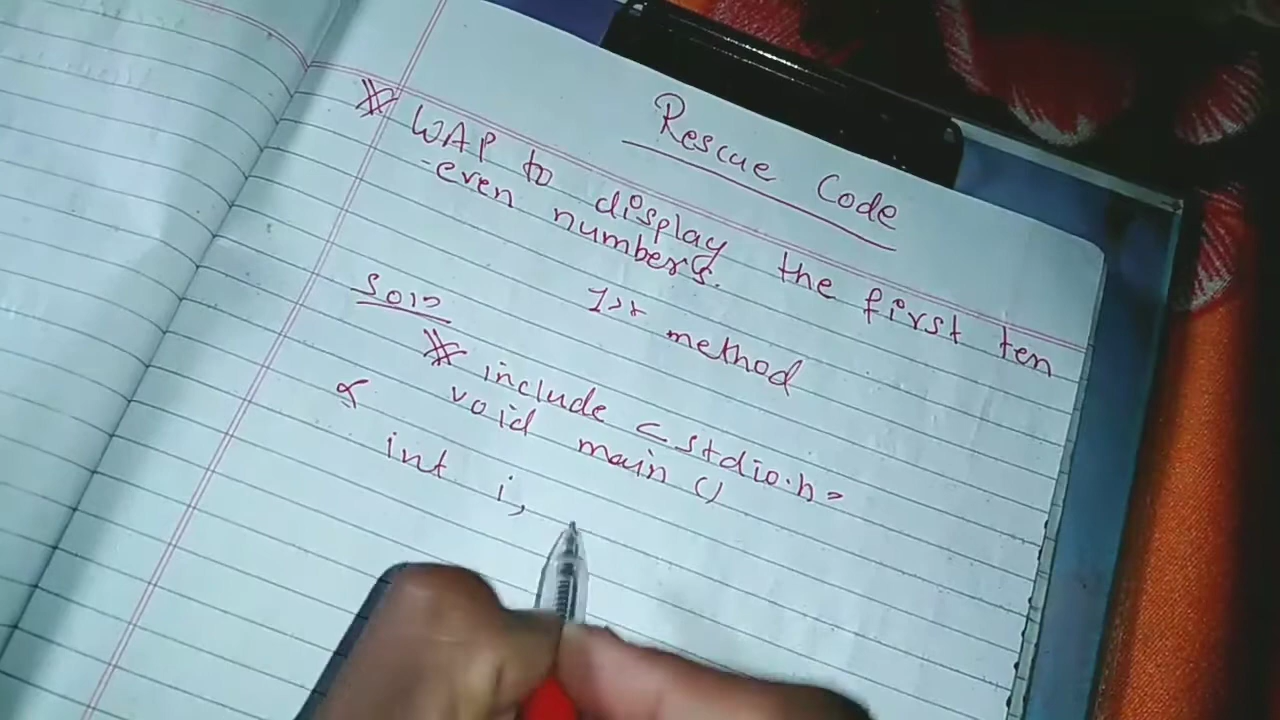 Rescue Code
WAP to display the first ten
even numbers.
Soln
1st method
# include <stdio.h>
void main ()
{
int i,